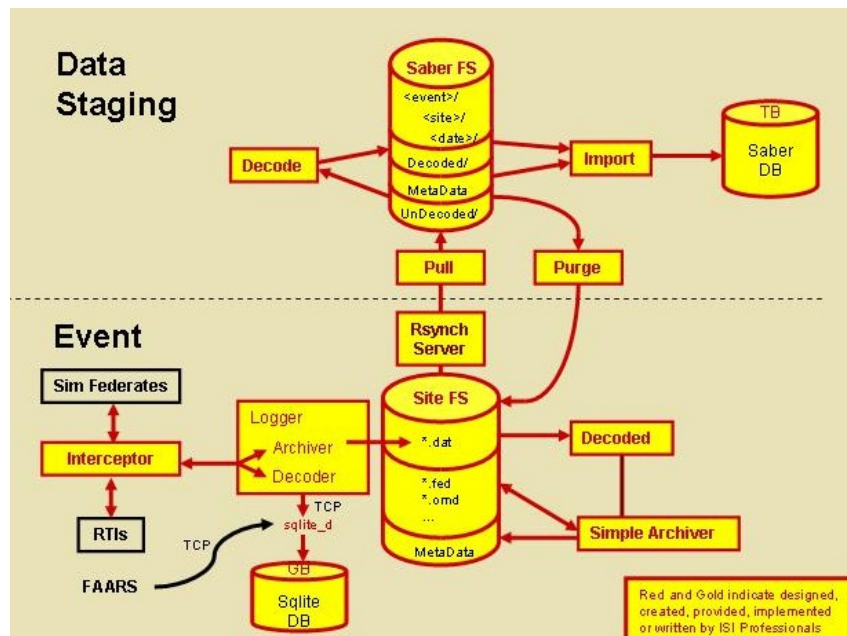 Data
Staging
Saber FS
<event>/
<site>/
<date>/
Decoded/
MetaData
UnDecoded/
Decode
Import
TB
Saber
DB
Pull
Purge
Event
Rsynch
Server
Sim Federates
Interceptor
RTIs
Logger
Archiver
Decoder
TCP
sqlite_d
TCP
FAARS
GB
Sqlite
DB
Site FS
*.dat
*.fed
*.omd
...
MetaData
Decoded
Simple Archiver
Red and Gold indicate designed,
created, provided, implemented
or written by ISI Professionals